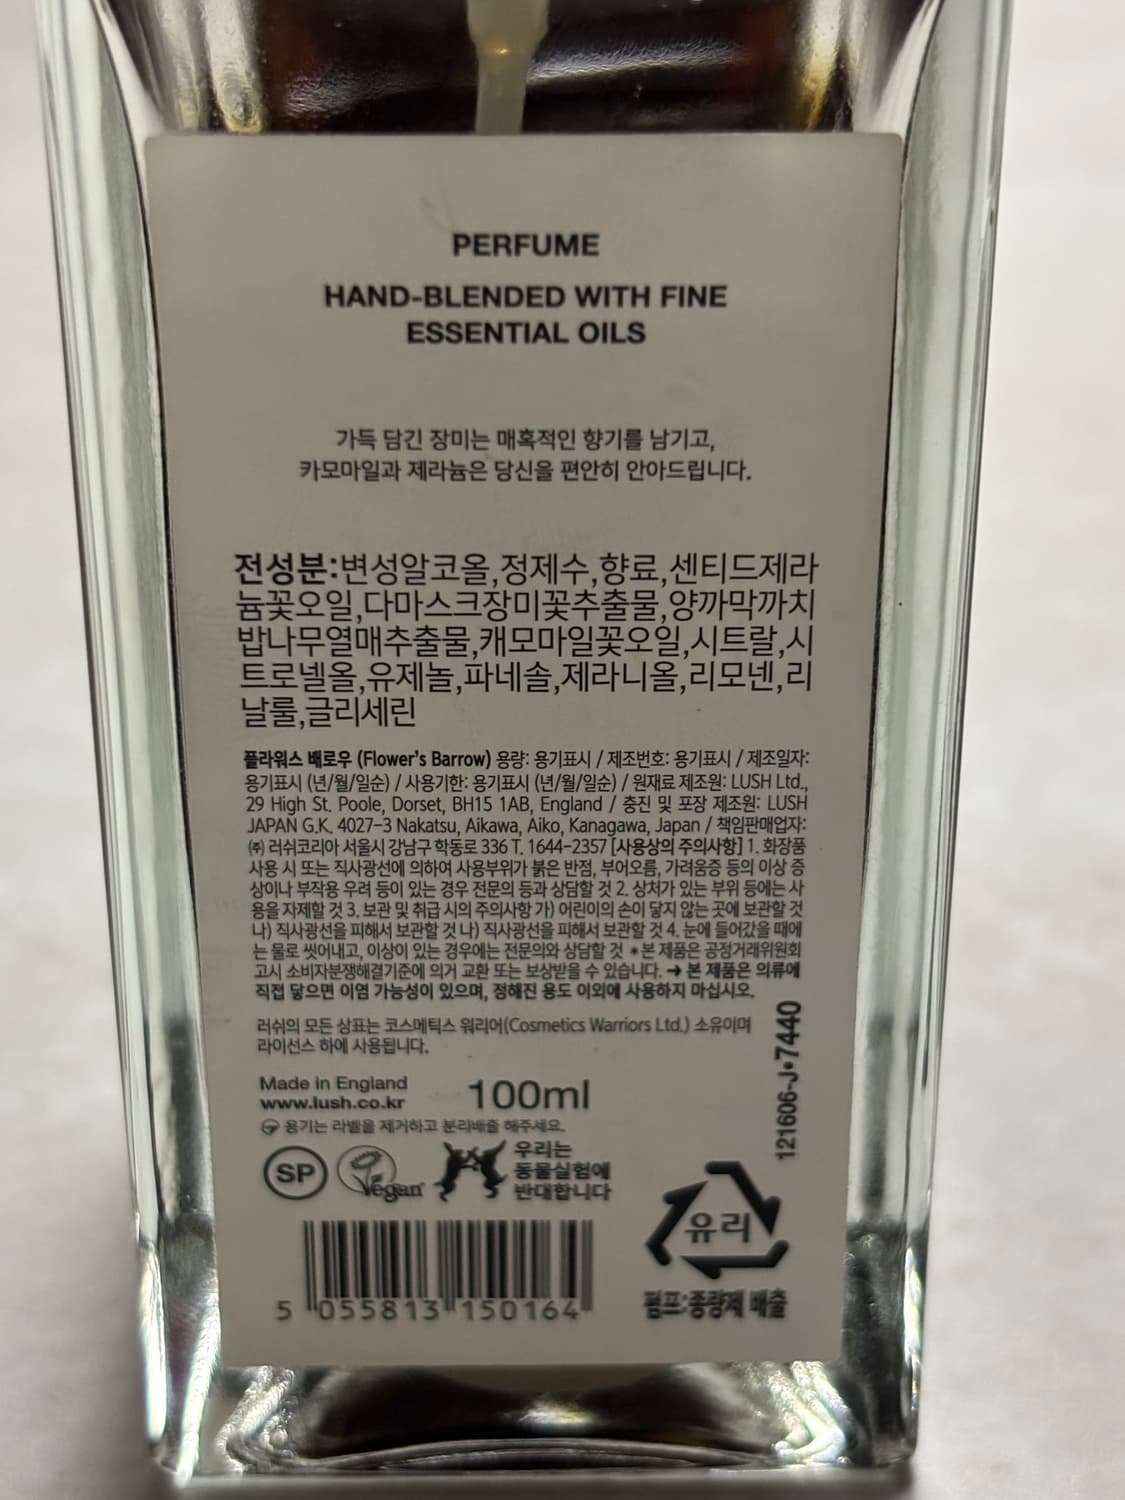 PERFUME
HAND-BLENDED WITH FINE
ESSENTIAL OILS
가득 담긴 장미는 매혹적인 향기를 남기고,
카모마일과 제라늄은 당신을 편안히 안아드립니다.
전성분:변성알코올,정제수,향료,센티드제라
늄꽃오일,다마스크장미꽃추출물,양까막까치
밥나무열매추출물,캐모마일꽃오일,시트랄,시
트로넬올,유제놀,파네솔,제라니올,리모넨,리
날룰,글리세린
플라워스 배로우 (Flower's Barrow) 용량: 용기표시 / 제조번호: 용기표시 / 제조일자:
용기표시 (년/월/일순) / 사용기한: 용기표시 (년/월/일순) / 원재료 제조원: LUSH Ltd.,
29 High St. Poole, Dorset, BH15 1AB, England / 충진 및 포장 제조원: LUSH
JAPAN G.K. 4027-3 Nakatsu, Aikawa, Aiko, Kanagawa, Japan / 책임판매업자:
㈜ 러쉬코리아 서울시 강남구 학동로 336 T. 1644-2357 [사용상의 주의사항] 1. 화장품
사용 시 또는 직사광선에 의하여 사용부위가 붉은 반점, 부어오름, 가려움증 등의 이상 증
상이나 부작용 우려 등이 있는 경우 전문의 등과 상담할 것 2. 상처가 있는 부위 등에는 사
용을 자제할 것 3. 보관 및 취급 시의 주의사항 가) 어린이의 손이 닿지 않는 곳에 보관할 것
나) 직사광선을 피해서 보관할 것 나) 직사광선을 피해서 보관할 것 4. 눈에 들어갔을 때에
는 물로 씻어내고, 이상이 있는 경우에는 전문의와 상담할 것 *본 제품은 공정거래위원회
고시 소비자분쟁해결기준에 의거 교환 또는 보상받을 수 있습니다. ➔ 본 제품은 의류에
직접 닿으면 이염 가능성이 있으며, 정해진 용도 이외에 사용하지 마십시오.
러쉬의 모든 상표는 코스메틱스 워리어(Cosmetics Warriors Ltd.) 소유이며
라이선스 하에 사용됩니다.
121606-J•7440
Made in England
www.lush.co.kr
100ml
용기는 라벨을 제거하고 분리배출 해주세요.
SP
Vegan
우리는
동물실험에
반대합니다
유리
펌프:종량제 배출
5 055813 150164